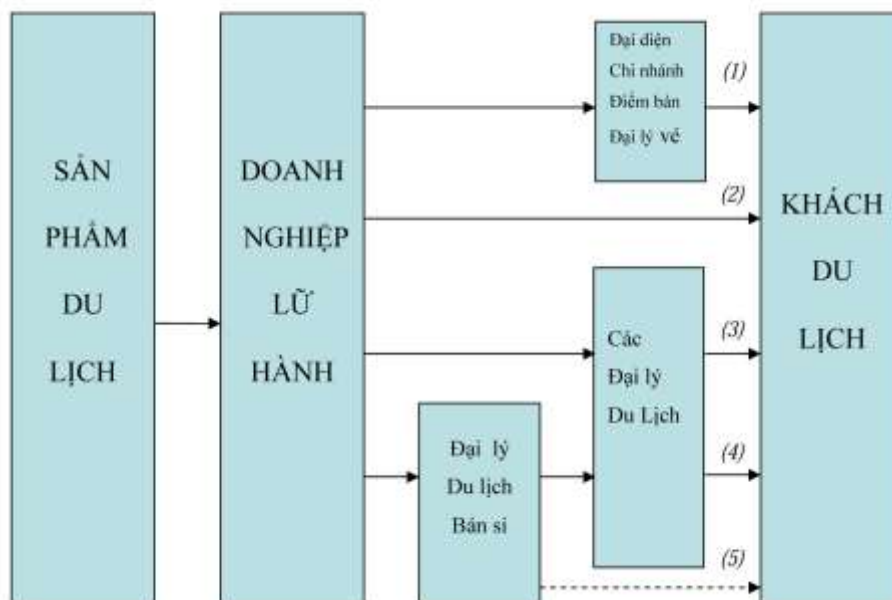 SẢN
PHẨM
DU
LỊCH
DOANH
NGHIỆP
LỮ
HÀNH
Đại diện
Chi nhánh
Điểm bán
Đại lý vé
(1)
(2)
Các
Đại lý
Du Lịch
(3)
(4)
Đại lý
Du lịch
Bán sỉ
(5)
KHÁCH
DU
LỊCH